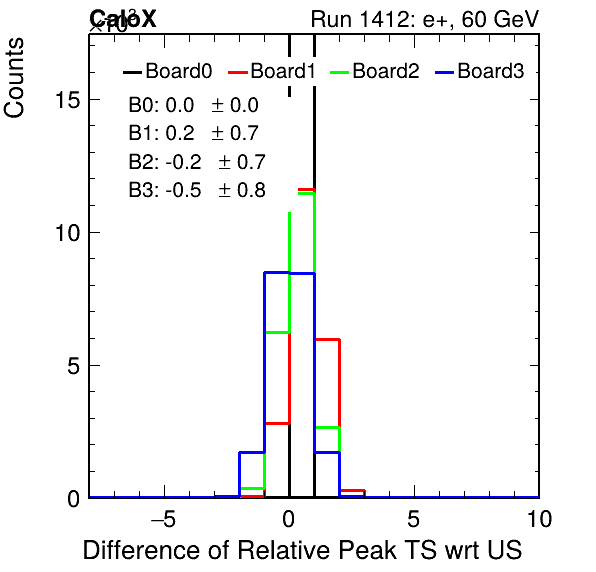 CaloX Run 1412: e+, 60 GeV
×10³
Counts
Board0 Board1 Board2 Board3
15
B0: 0.0 ± 0.0
B1: 0.2 ± 0.7
B2: -0.2 ± 0.7
B3: -0.5 ± 0.8
10
5
0
−5 0 5 10
Difference of Relative Peak TS wrt US